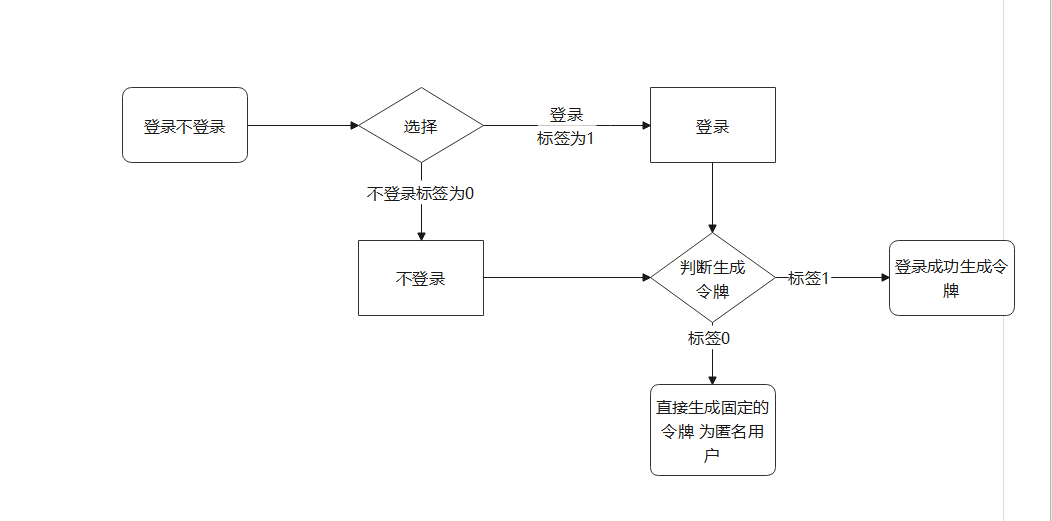 登录不登录
选择
登录
标签为1
登录
不登录标签为0
不登录
判断生成
令牌
标签1
登录成功生成令
牌
标签0
直接生成固定的
令牌 为匿名用
户